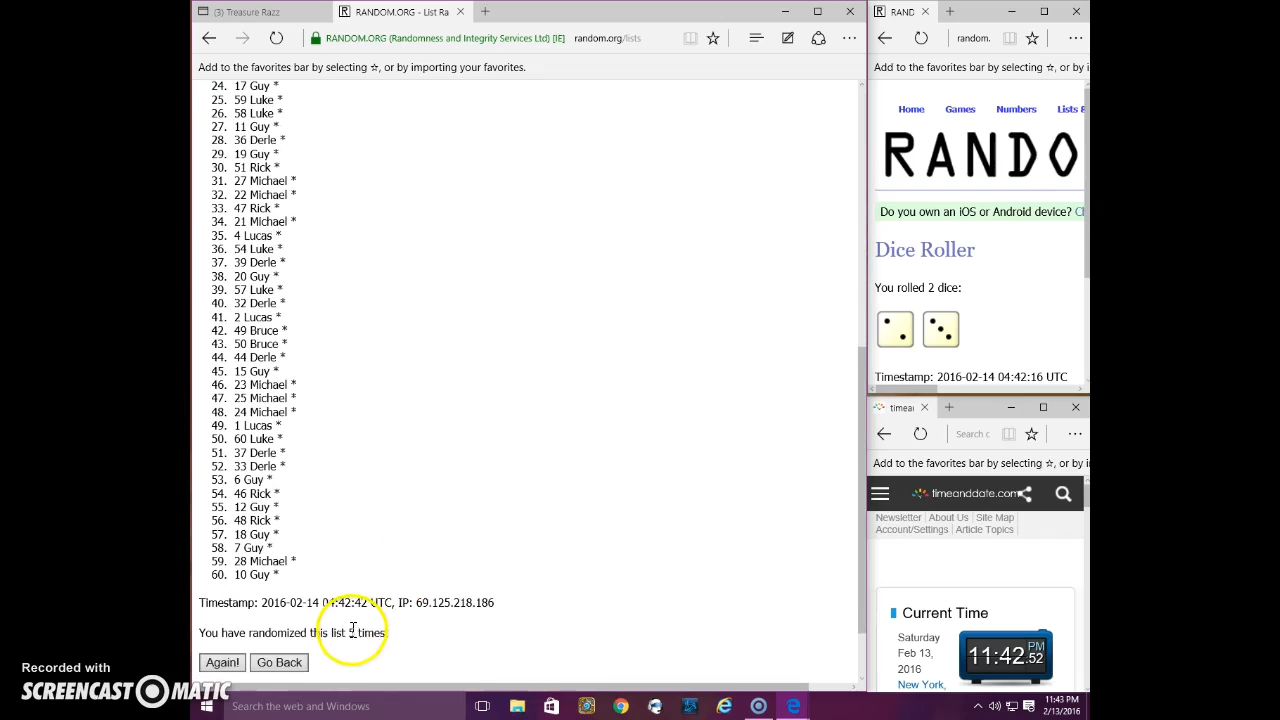 (3) Treasure Razz
RANDOM.ORG - List Ra
RANDOM.ORG (Randomness and Integrity Services Ltd) [IE]
random.org/lists
Add to the favorites bar by selecting ☆, or by importing your favorites.
24. 17 Guy *
25. 59 Luke *
26. 58 Luke *
27. 11 Guy *
28. 36 Derle *
29. 19 Guy *
30. 51 Rick *
31. 27 Michael *
32. 22 Michael *
33. 47 Rick *
34. 21 Michael *
35. 4 Lucas *
36. 54 Luke *
37. 39 Derle *
38. 20 Guy *
39. 57 Luke *
40. 32 Derle *
41. 2 Lucas *
42. 49 Bruce *
43. 50 Bruce *
44. 44 Derle *
45. 15 Guy *
46. 23 Michael *
47. 25 Michael *
48. 24 Michael *
49. 1 Lucas *
50. 60 Luke *
51. 37 Derle *
52. 33 Derle *
53. 6 Guy *
54. 46 Rick *
55. 12 Guy *
56. 48 Rick *
57. 18 Guy *
58. 7 Guy *
59. 28 Michael *
60. 10 Guy *
Timestamp: 2016-02-14 04:42:42 UTC, IP: 69.125.218.186
You have randomized this list times
Again!
Go Back
RAND
random.
Add to the favorites bar by selecting ☆, or by i
Home Games Numbers Lists &
RANDO
Do you own an iOS or Android device? C
Dice Roller
You rolled 2 dice:
Timestamp: 2016-02-14 04:42:16 UTC
timea
Search
Add to the favorites bar by selecting ☆, or by i
timeanddate.com
Newsletter About Us Site Map
Account/Settings Article Topics
Current Time
Saturday
Feb 13,
2016
New York,
11:42.52 PM
Recorded with
SCREENCAST-O-MATIC
Search the web and Windows
11:43 PM
2/13/2016